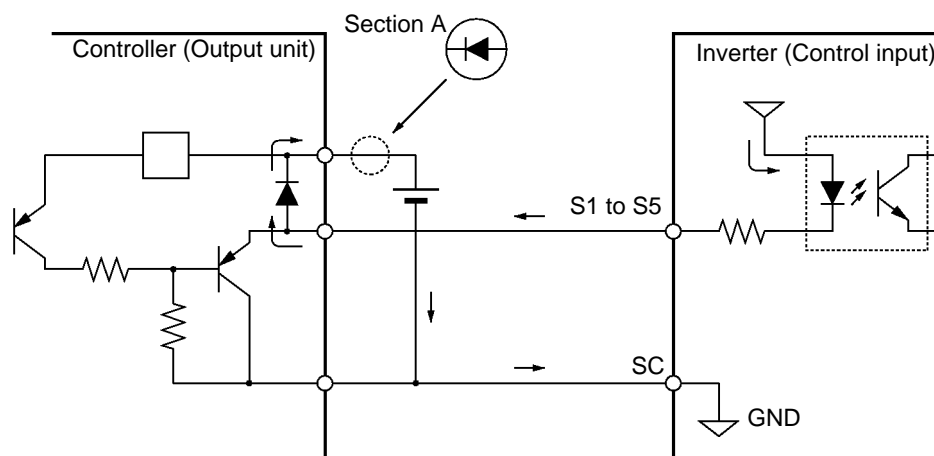 Section A
Controller (Output unit)
Inverter (Control input)
S1 to S5
SC
GND